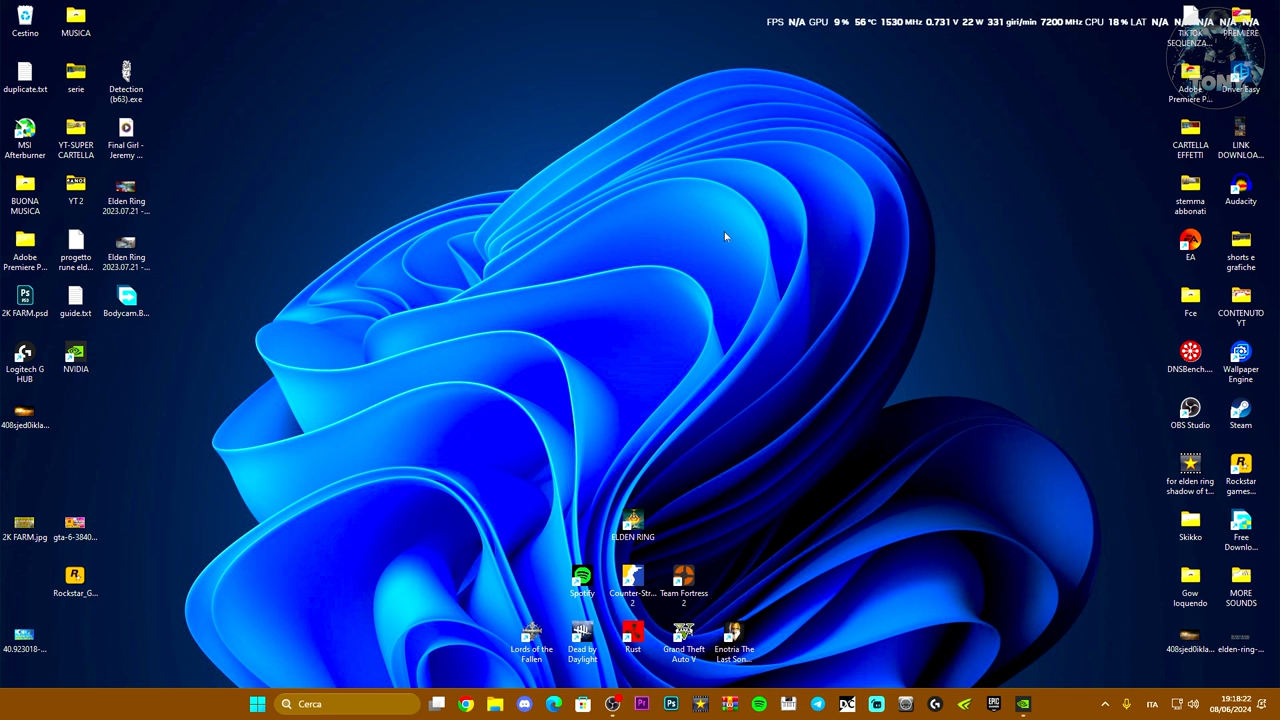 FPS N/A GPU 9 % 56 °C 1530 MHz 0.731 V 22 W 331 giri/min 7200 MHz CPU 18 % LAT N/A N/A N/A N/A N/A
Cestino
MUSICA
TIKTOK
SEQUENZA...
PREMIERE
TONY
duplicate.txt
serie
Detection
(b63).exe
Adobe
Premiere P...
Driver Easy
MSI
Afterburner
YT-SUPER
CARTELLA
Final Girl -
Jeremy ...
CARTELLA
EFFETTI
LINK
DOWNLOA...
BUONA
MUSICA
YT 2
Elden Ring
2023.07.21 -...
stemma
abbonati
Audacity
Adobe
Premiere P...
progetto
rune eld...
Elden Ring
2023.07.21 -...
EA
shorts e
grafiche
2K FARM.psd
guide.txt
Bodycam.B...
Fce
CONTENUTO
YT
Logitech G
HUB
NVIDIA
DNSBench....
Wallpaper
Engine
408sjed0ikla...
OBS Studio
Steam
for elden ring
shadow of t...
Rockstar
games...
2K FARM.jpg
gta-6-3840...
ELDEN RING
Skikko
Free
Downlo...
Rockstar_G...
Spotify
Counter-Str...
2
Team Fortress
2
Gow
loquendo
MORE
SOUNDS
40.923018-...
Lords of the
Fallen
Dead by
Daylight
Rust
Grand Theft
Auto V
Enotria The
Last Son...
408sjed0ikla...
elden-ring-...
Cerca
ITA
19:18:22
08/06/2024